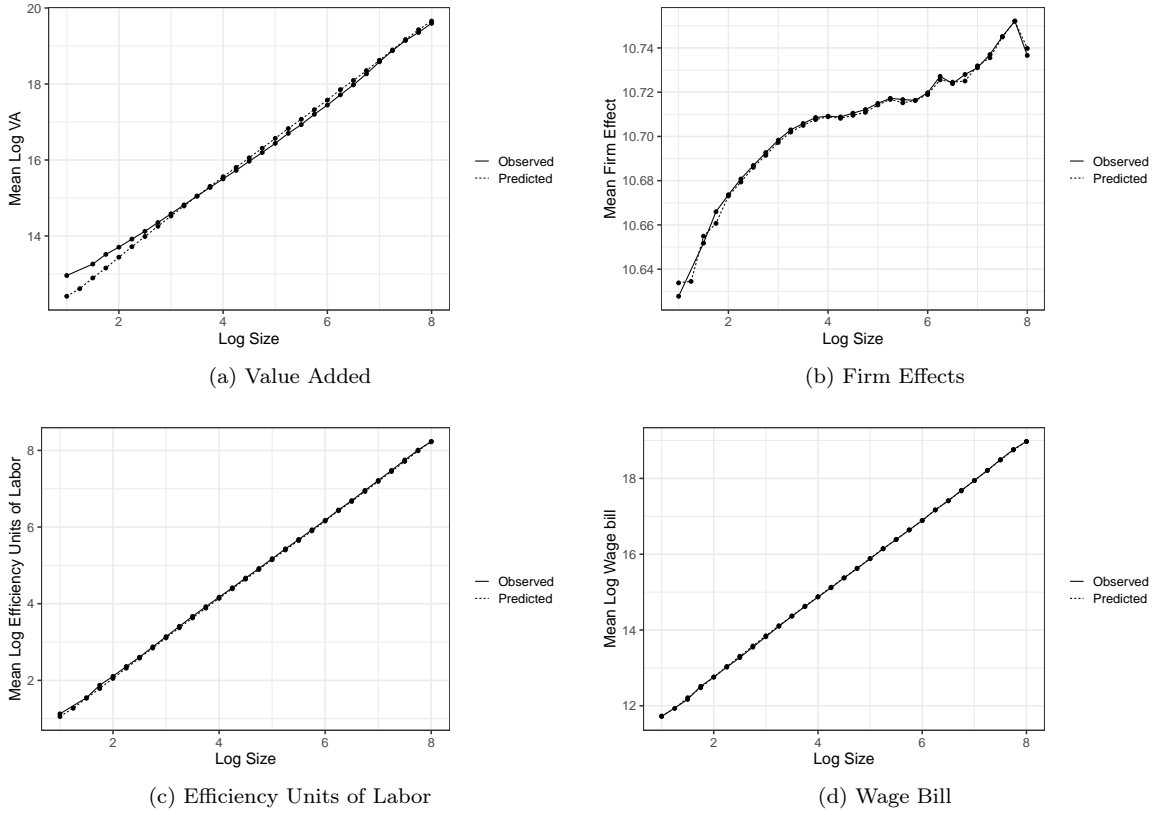 20
18
16
14
Mean Log VA
2
4
6
8
Log Size
Observed
Predicted
(a) Value Added
10.74
10.72
10.70
10.68
10.66
10.64
Mean Firm Effect
2
4
6
8
Log Size
Observed
Predicted
(b) Firm Effects
8
6
4
2
Mean Log Efficiency Units of Labor
2
4
6
8
Log Size
Observed
Predicted
(c) Efficiency Units of Labor
18
16
14
12
Mean Log Wage bill
2
4
6
8
Log Size
Observed
Predicted
(d) Wage Bill